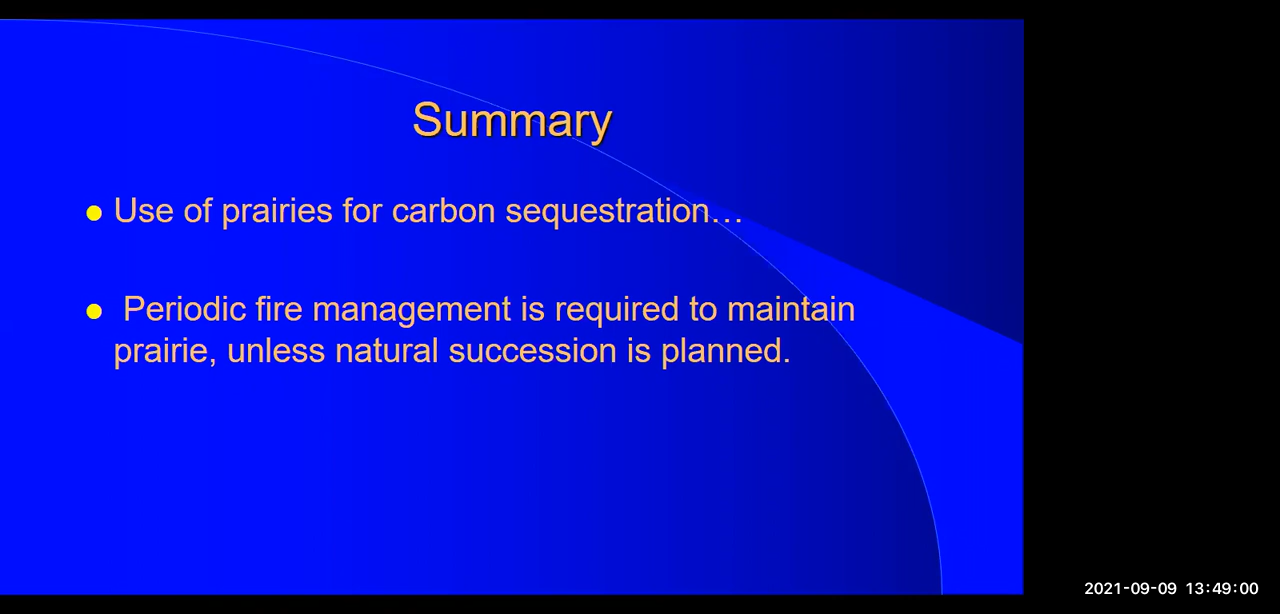 Summary
Use of prairies for carbon sequestration…
Periodic fire management is required to maintain
prairie, unless natural succession is planned.
2021-09-09 13:49:00